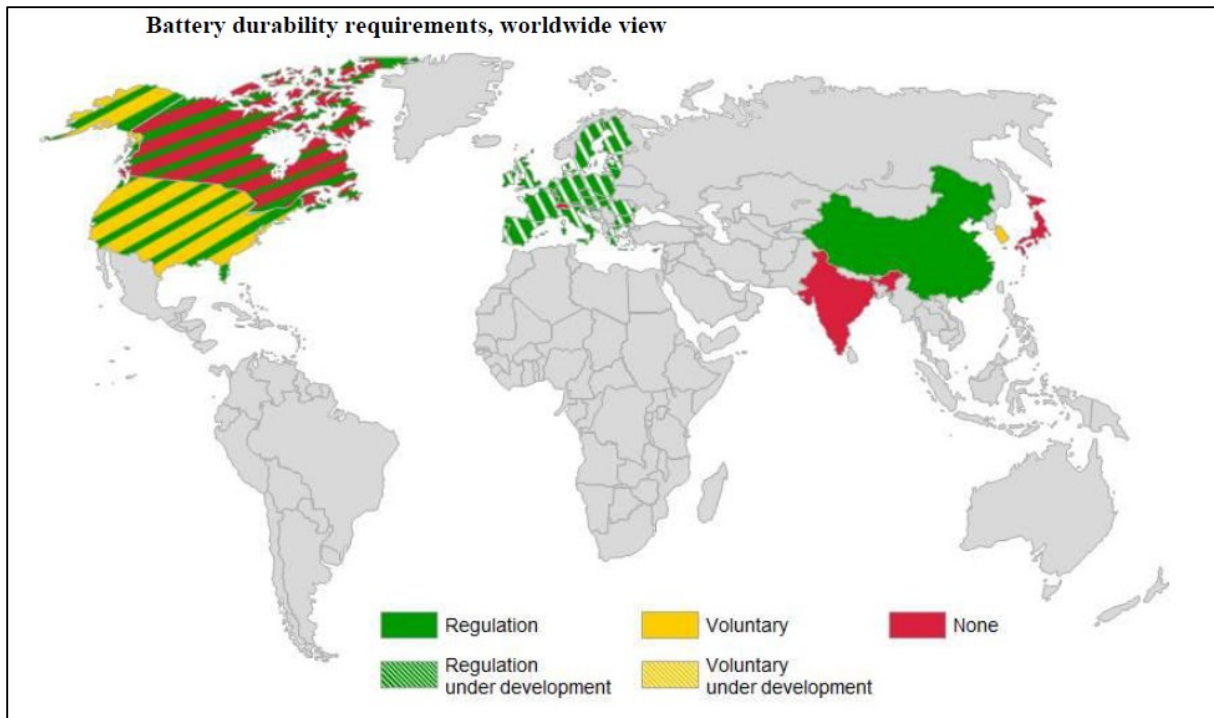 Battery durability requirements, worldwide view
Regulation
Voluntary
None
Regulation
under development
Voluntary
under development